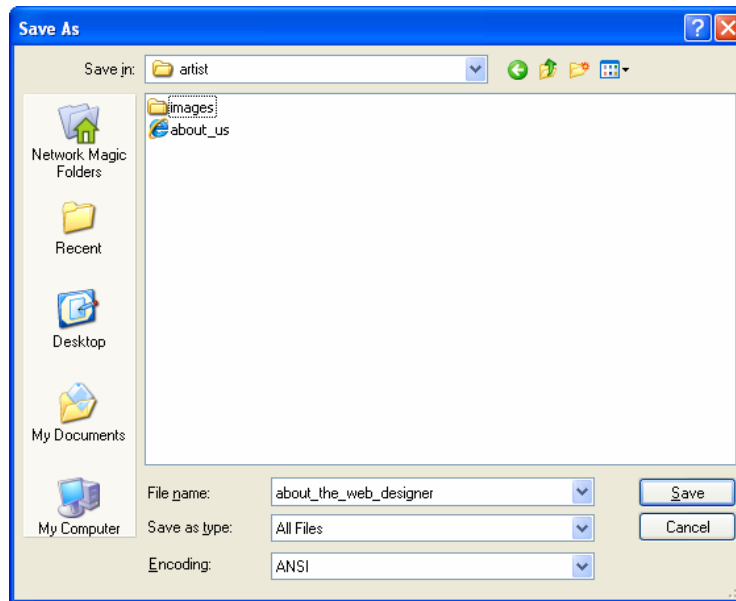 Save As
Save in:
artist
images
about_us
Network Magic
Folders
Recent
Desktop
My Documents
My Computer
File name:
about_the_web_designer
Save
Save as type:
All Files
Cancel
Encoding:
ANSI